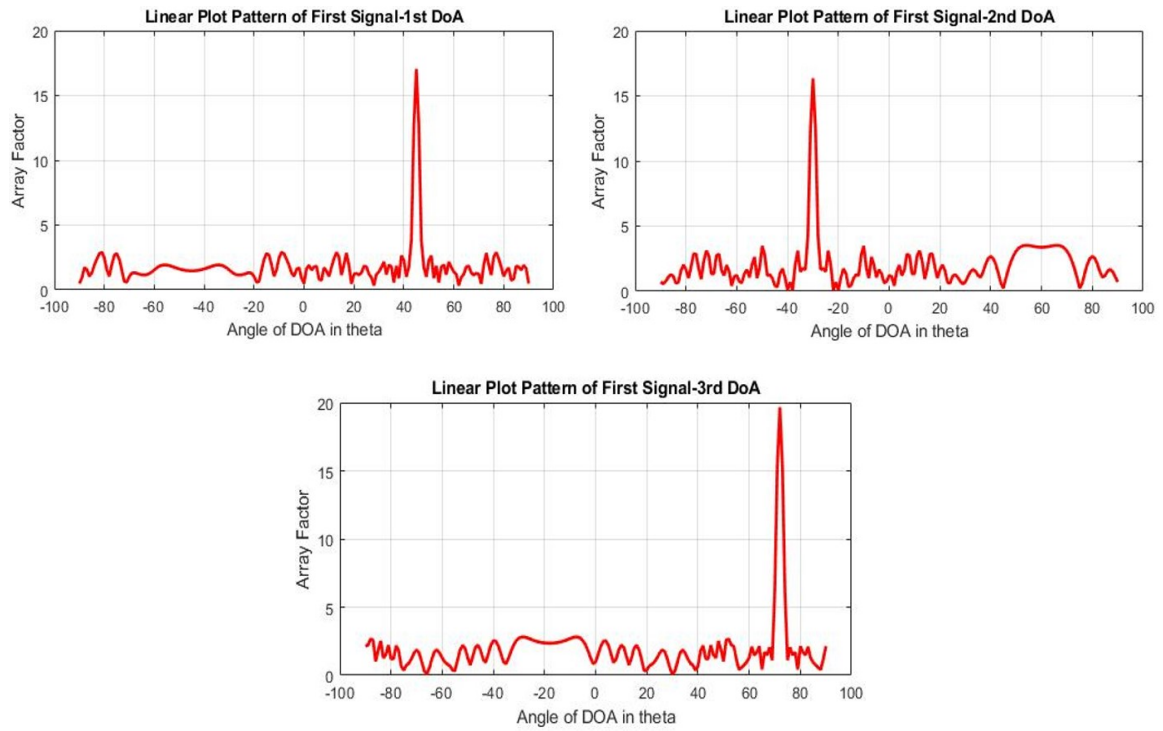 Linear Plot Pattern of First Signal-1st DoA
20
15
10
5
0
Array Factor
-100 -80 -60 -40 -20 0 20 40 60 80 100
Angle of DOA in theta
Linear Plot Pattern of First Signal-2nd DoA
20
15
10
5
0
Array Factor
-100 -80 -60 -40 -20 0 20 40 60 80 100
Angle of DOA in theta
Linear Plot Pattern of First Signal-3rd DoA
20
15
10
5
0
Array Factor
-100 -80 -60 -40 -20 0 20 40 60 80 100
Angle of DOA in theta